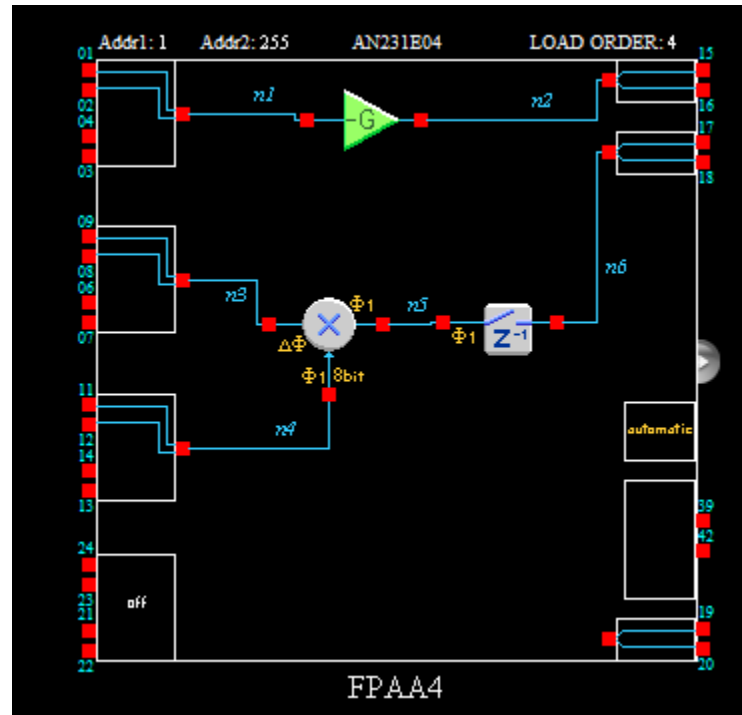 Addr1: 1 Addr2: 255 AN231E04 LOAD ORDER: 4
01 15
n1 n2
02 16
04 -G
17
03 18
09
08 n3 n5 n6
06 Φ1
07 ΔΦ × Φ1 Z⁻¹
Φ1 8bit
11
12 n4 automatic
14
13 39
24 42
off
23 19
21
22 20
FPAA4